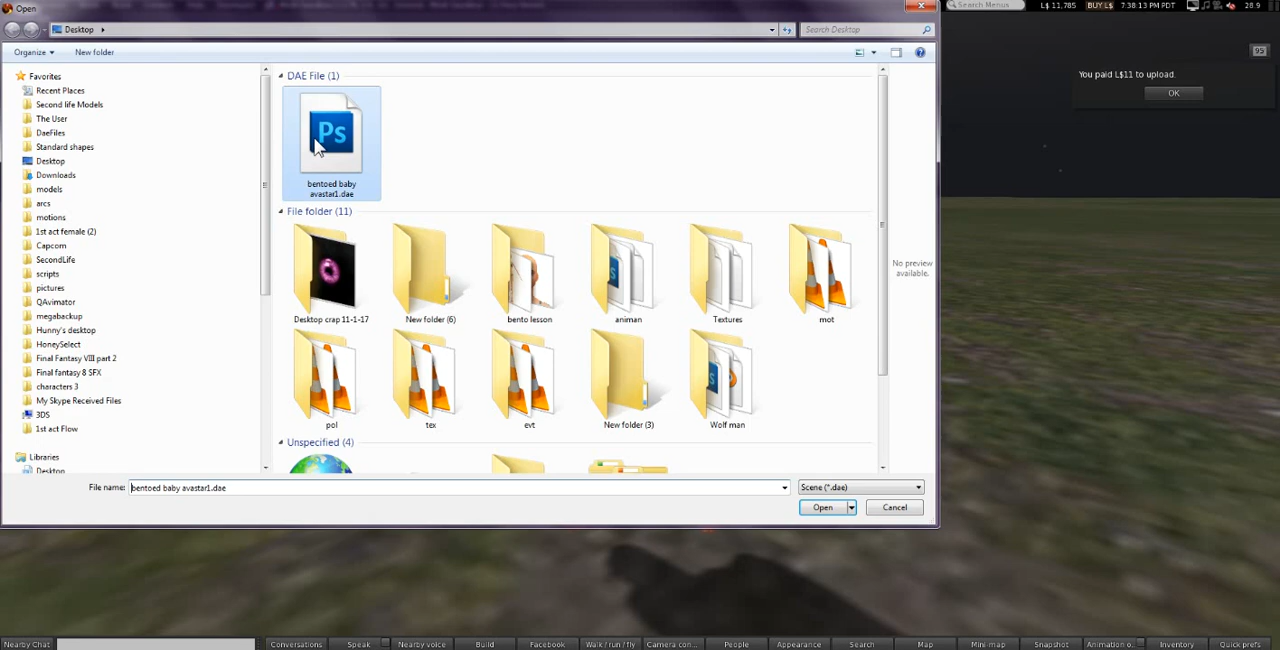 Open
Search Menus
L$ 11,785
BUY L$
7:38:13 PM PDT
28.9
Desktop
Search Desktop
Organize
New folder
95
You paid L$11 to upload.
OK
Favorites
Recent Places
Second life Models
The User
DaeFiles
Standard shapes
Desktop
Downloads
models
arcs
motions
1st act female (2)
Capcom
SecondLife
scripts
pictures
QAvimator
megabackup
Hunny's desktop
HoneySelect
Final Fantasy VIII part 2
Final fantasy 8 SFX
characters 3
My Skype Received Files
3DS
1st act Flow
Libraries
Desktop
DAE File (1)
Ps
bentoed baby
avastar1.dae
File folder (11)
Desktop crap 11-1-17
New folder (6)
bento lesson
animan
Textures
mot
pol
tex
evt
New folder (3)
Wolf man
Unspecified (4)
No preview
available.
File name:
bentoed baby avastar1.dae
Scene (*.dae)
Open
Cancel
Nearby Chat
Conversations
Speak
Nearby voice
Build
Facebook
Walk / run / fly
Camera con...
People
Appearance
Search
Map
Mini-map
Snapshot
Animation o...
Inventory
Quick prefs